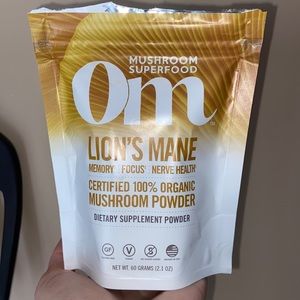 MUSHROOM
SUPERFOOD
Om
LION'S MANE
MEMORY | FOCUS | NERVE HEALTH
CERTIFIED 100% ORGANIC
MUSHROOM POWDER
DIETARY SUPPLEMENT POWDER
GF
V
NET WT. 60 GRAMS (2.1 OZ)